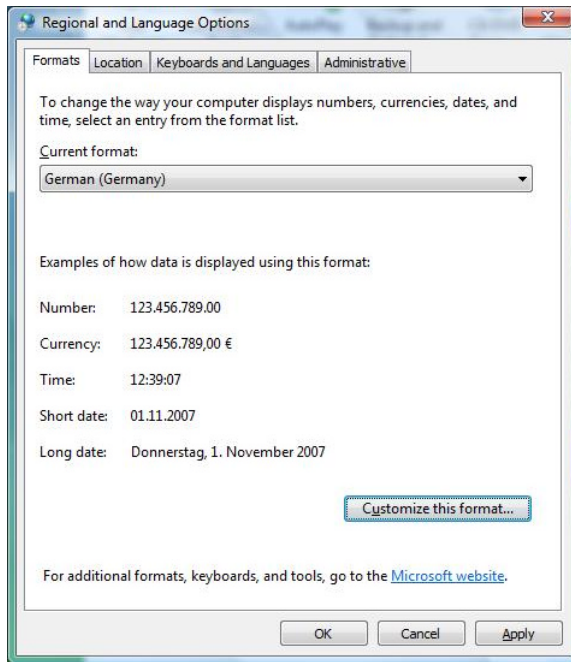 Regional and Language Options
Formats Location Keyboards and Languages Administrative
To change the way your computer displays numbers, currencies, dates, and
time, select an entry from the format list.
Current format:
German (Germany)
Examples of how data is displayed using this format:
Number: 123.456.789.00
Currency: 123.456.789,00 €
Time: 12:39:07
Short date: 01.11.2007
Long date: Donnerstag, 1. November 2007
Customize this format...
For additional formats, keyboards, and tools, go to the Microsoft website.
OK Cancel Apply